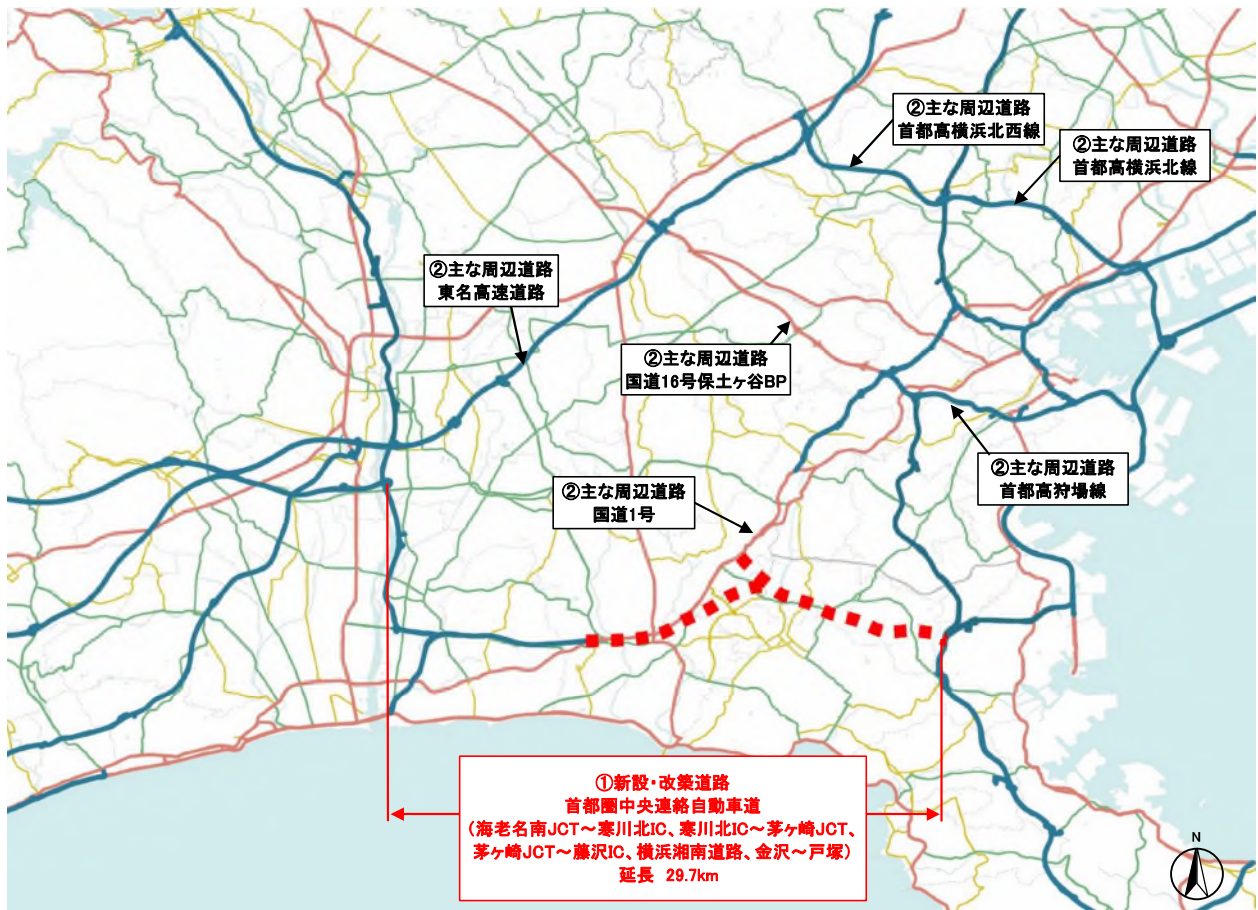 ②主な周辺道路
首都高横浜北西線
②主な周辺道路
首都高横浜北線
②主な周辺道路
東名高速道路
②主な周辺道路
国道16号保土ヶ谷BP
②主な周辺道路
首都高狩場線
②主な周辺道路
国道1号
①新設・改築道路
首都圏中央連絡自動車道
(海老名南JCT～寒川北IC、寒川北IC～茅ヶ崎JCT、
茅ヶ崎JCT～藤沢IC、横浜湘南道路、金沢～戸塚)
延長 29.7km
N